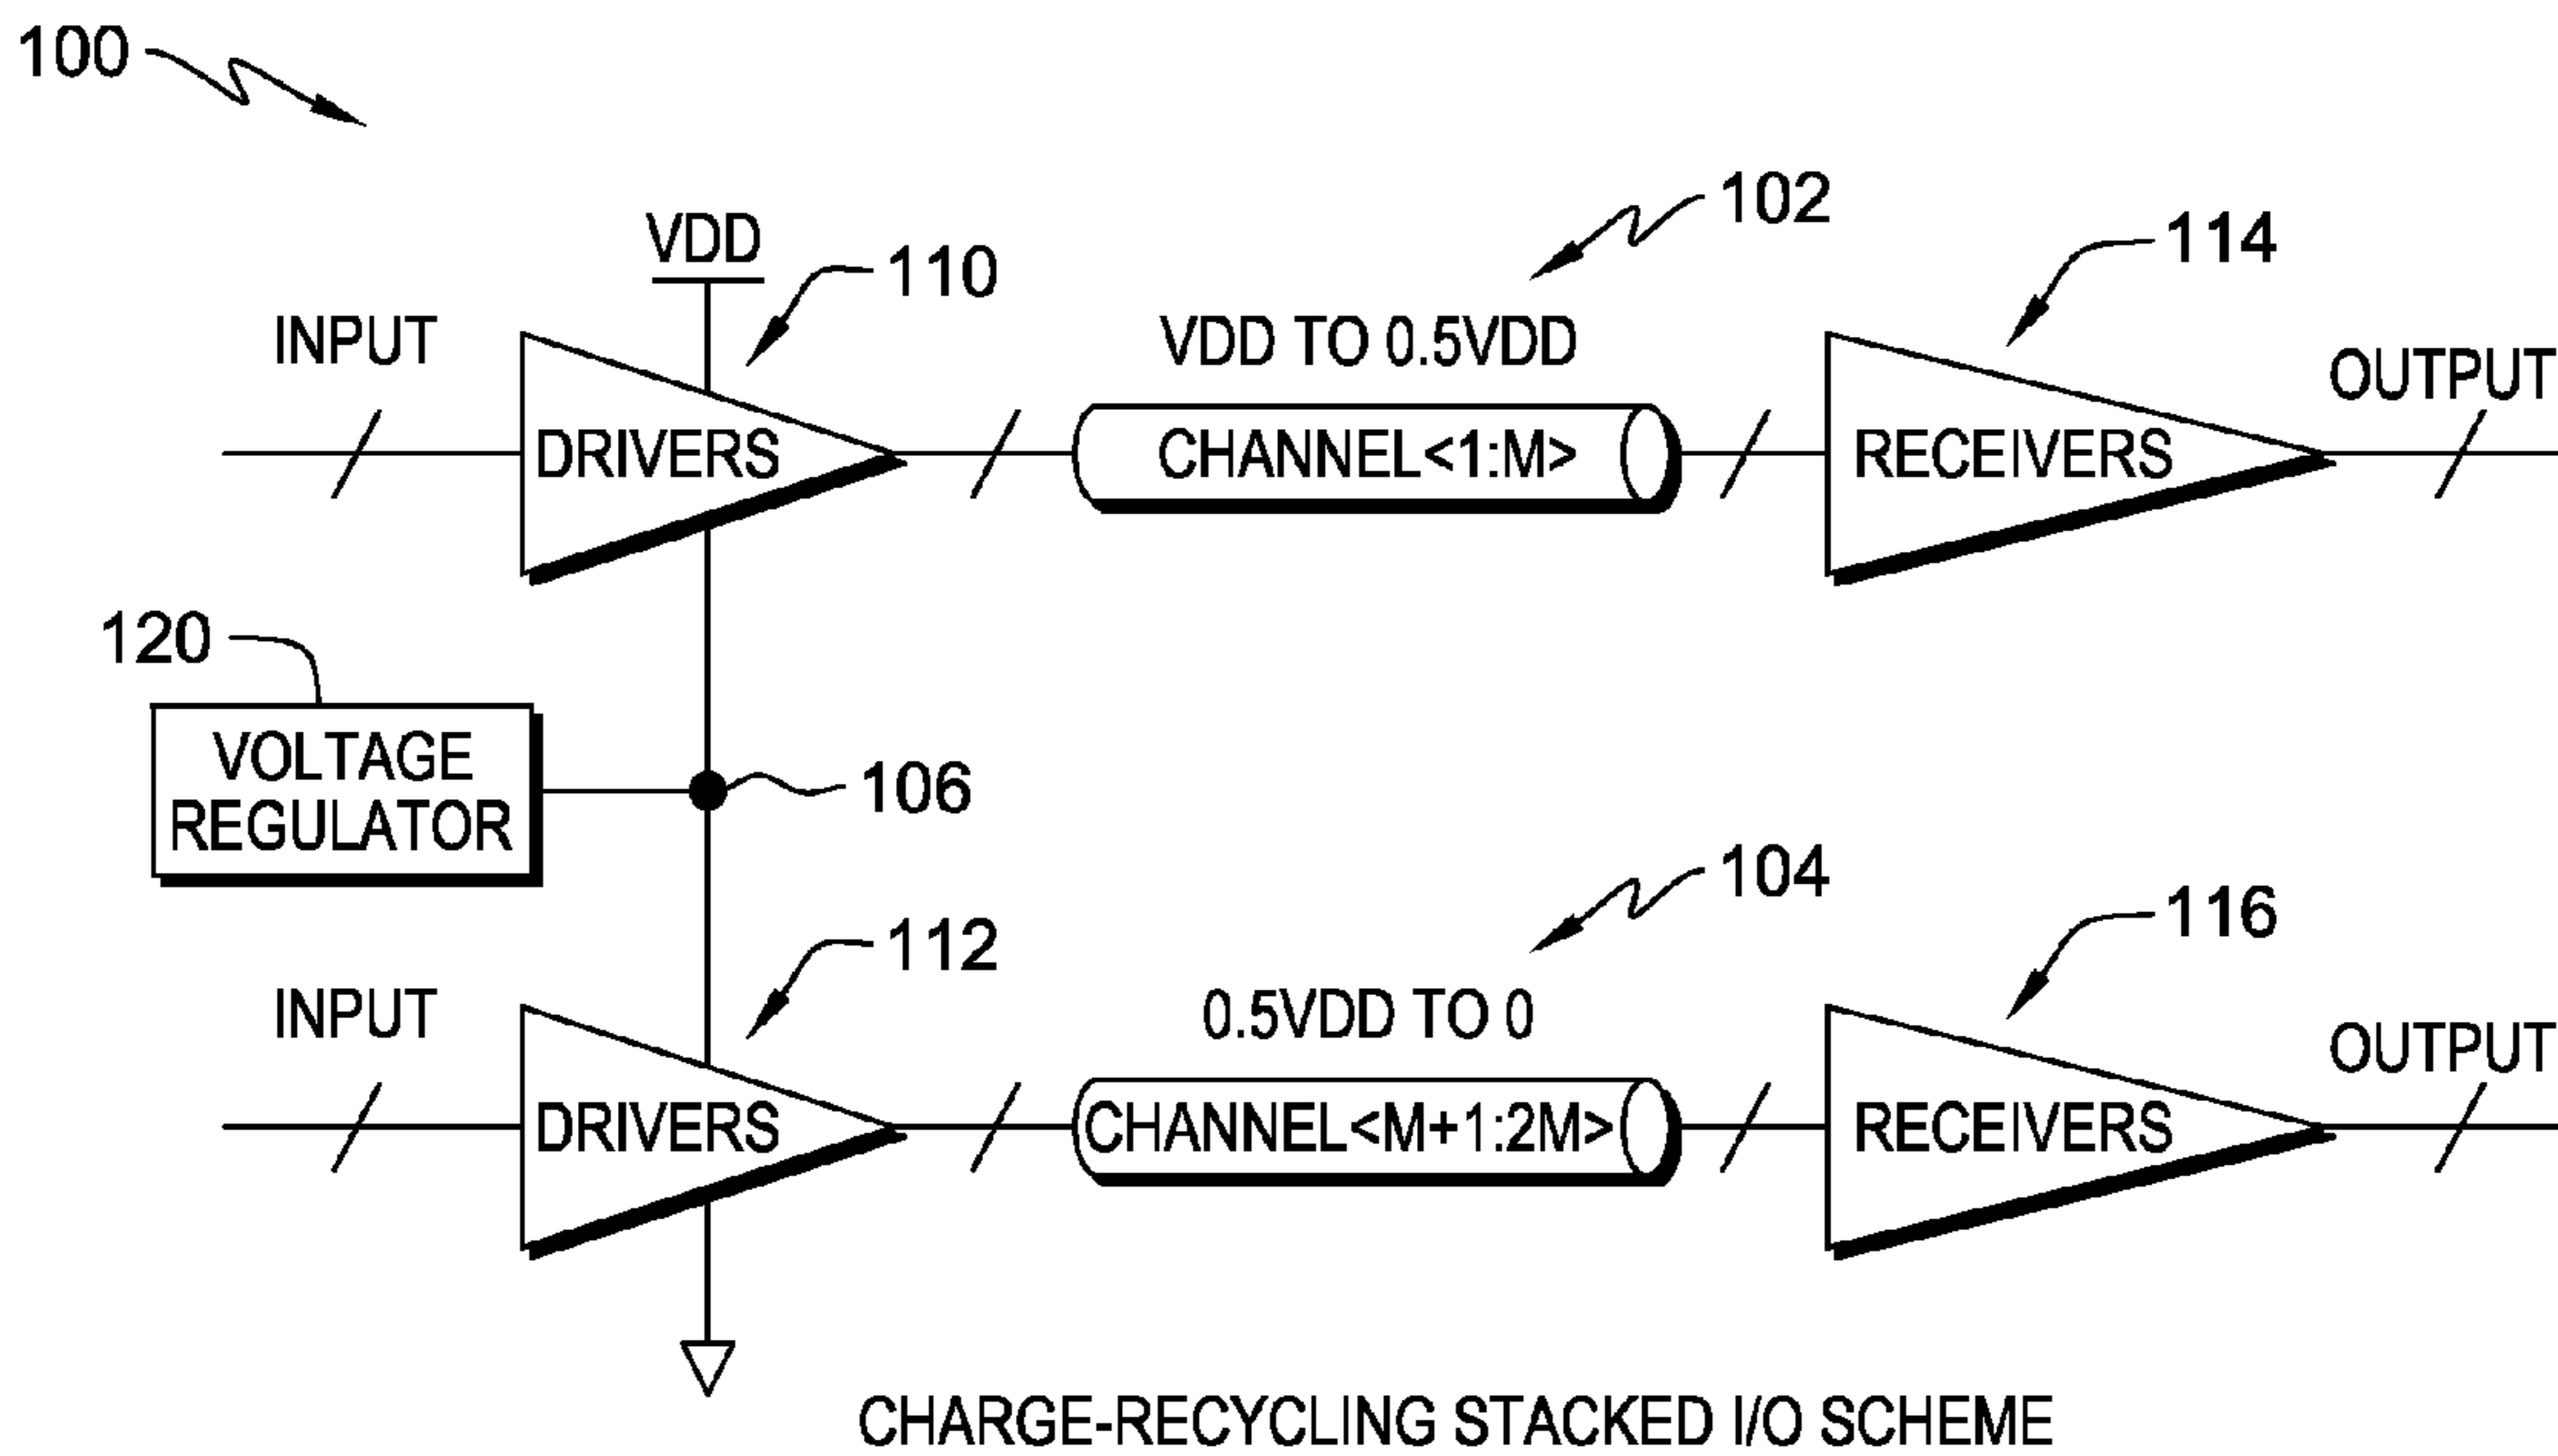 100
102
VDD
110
114
INPUT
VDD TO 0.5VDD
OUTPUT
DRIVERS
CHANNEL<1:M>
RECEIVERS
120
VOLTAGE
REGULATOR
106
104
112
116
INPUT
0.5VDD TO 0
OUTPUT
DRIVERS
CHANNEL<M+1:2M>
RECEIVERS
CHARGE-RECYCLING STACKED I/O SCHEME